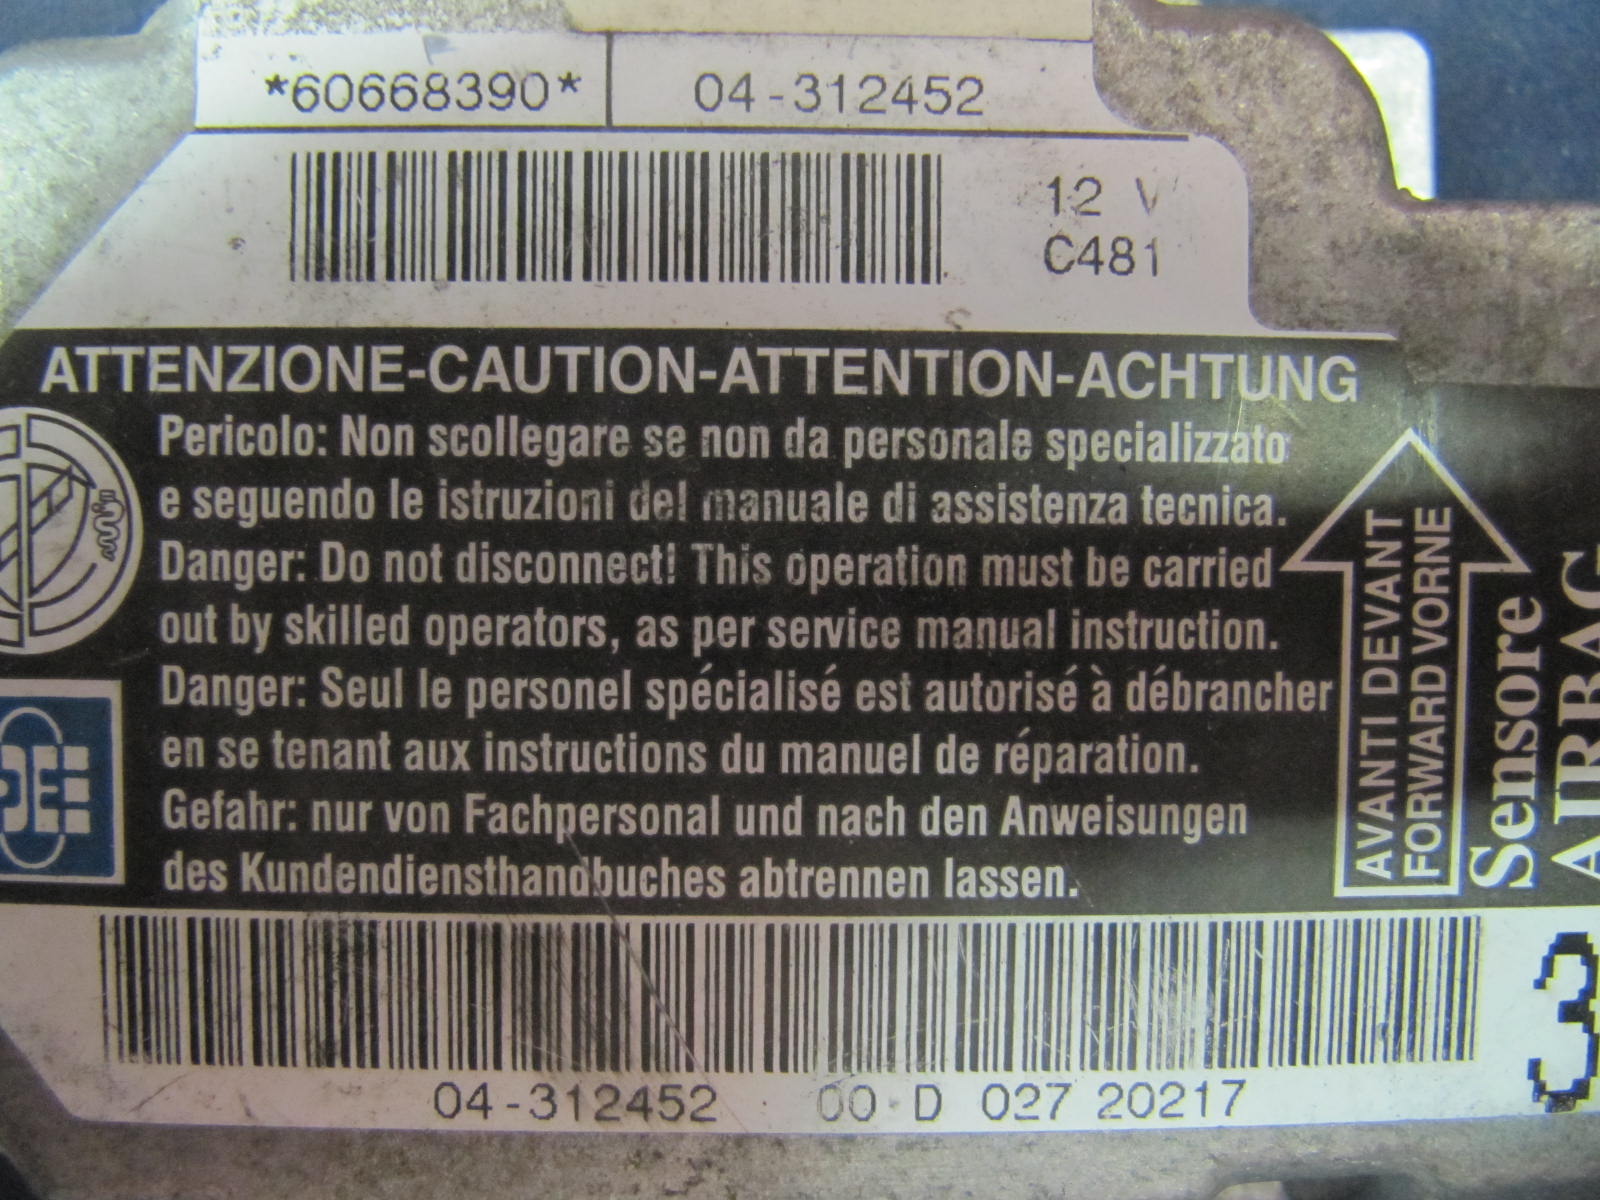 *60668390* 04-312452
12 V
C481
ATTENZIONE-CAUTION-ATTENTION-ACHTUNG
Pericolo: Non scollegare se non da personale specializzato
e seguendo le istruzioni del manuale di assistenza tecnica.
Danger: Do not disconnect! This operation must be carried
out by skilled operators, as per service manual instruction.
Danger: Seul le personel spécialisé est autorisé à débrancher
en se tenant aux instructions du manuel de réparation.
Gefahr: nur von Fachpersonal und nach den Anweisungen
des Kundendiensthandbuches abtrennen lassen.
AVANTI DEVANT
FORWARD VORNE
Sensore
AIRBAG
3
04-312452 00 D 027 20217